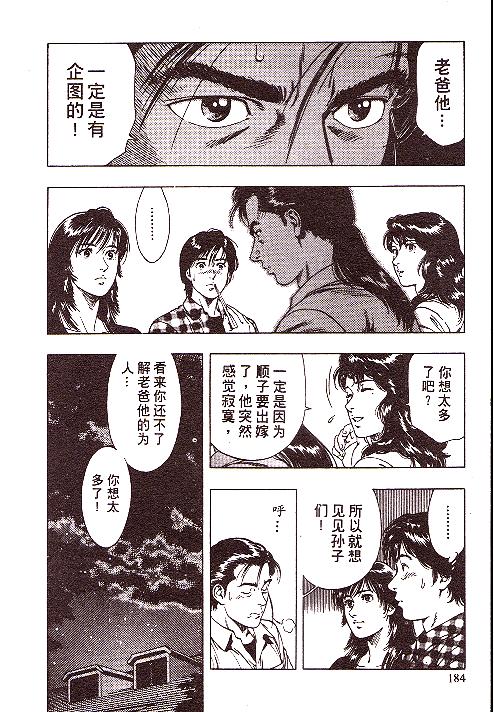 老爸他…
一定是有
企图的！
………
你想太多
了吧？
一定是因为
顺子要出嫁
了，他突然
感觉寂寞，
所以就想
见见孙子
们！
呼…
看来你还不了
解老爸他的为
人…
你想太
多了！
184